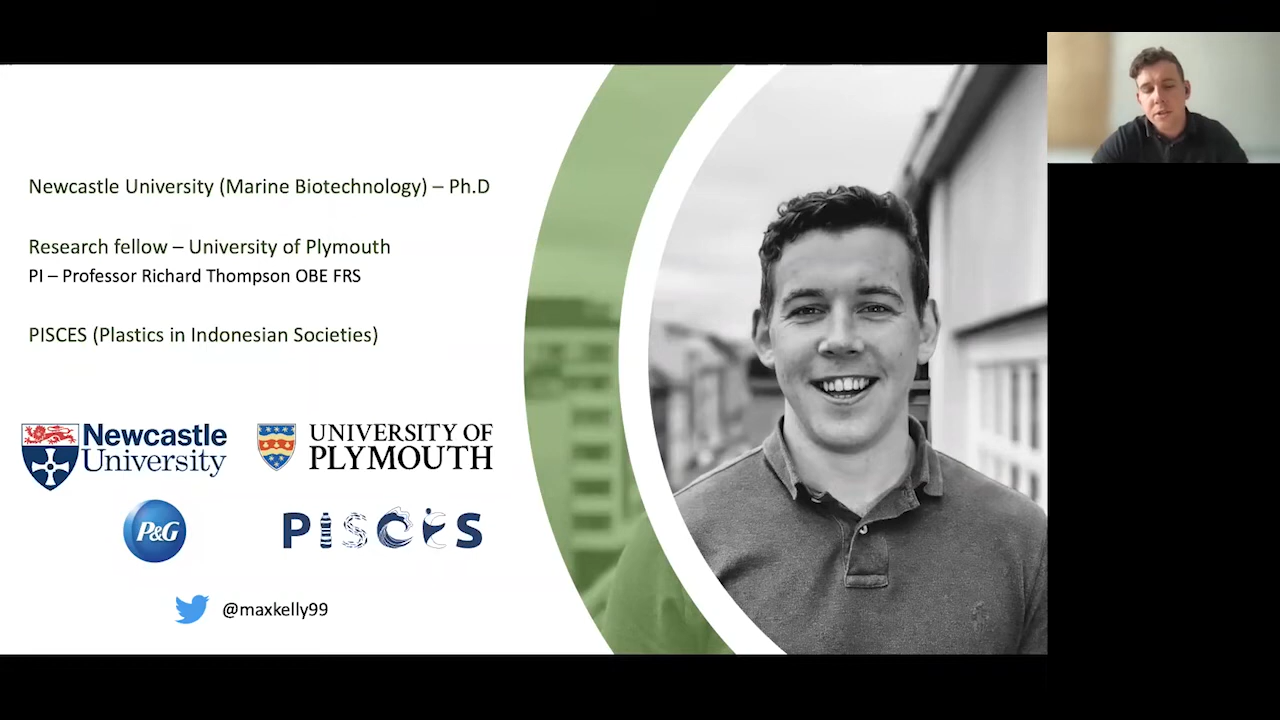 Newcastle University (Marine Biotechnology) – Ph.D
Research fellow – University of Plymouth
PI – Professor Richard Thompson OBE FRS
PISCES (Plastics in Indonesian Societies)
Newcastle
University
UNIVERSITY OF
PLYMOUTH
P&G
PISCES
@maxkelly99